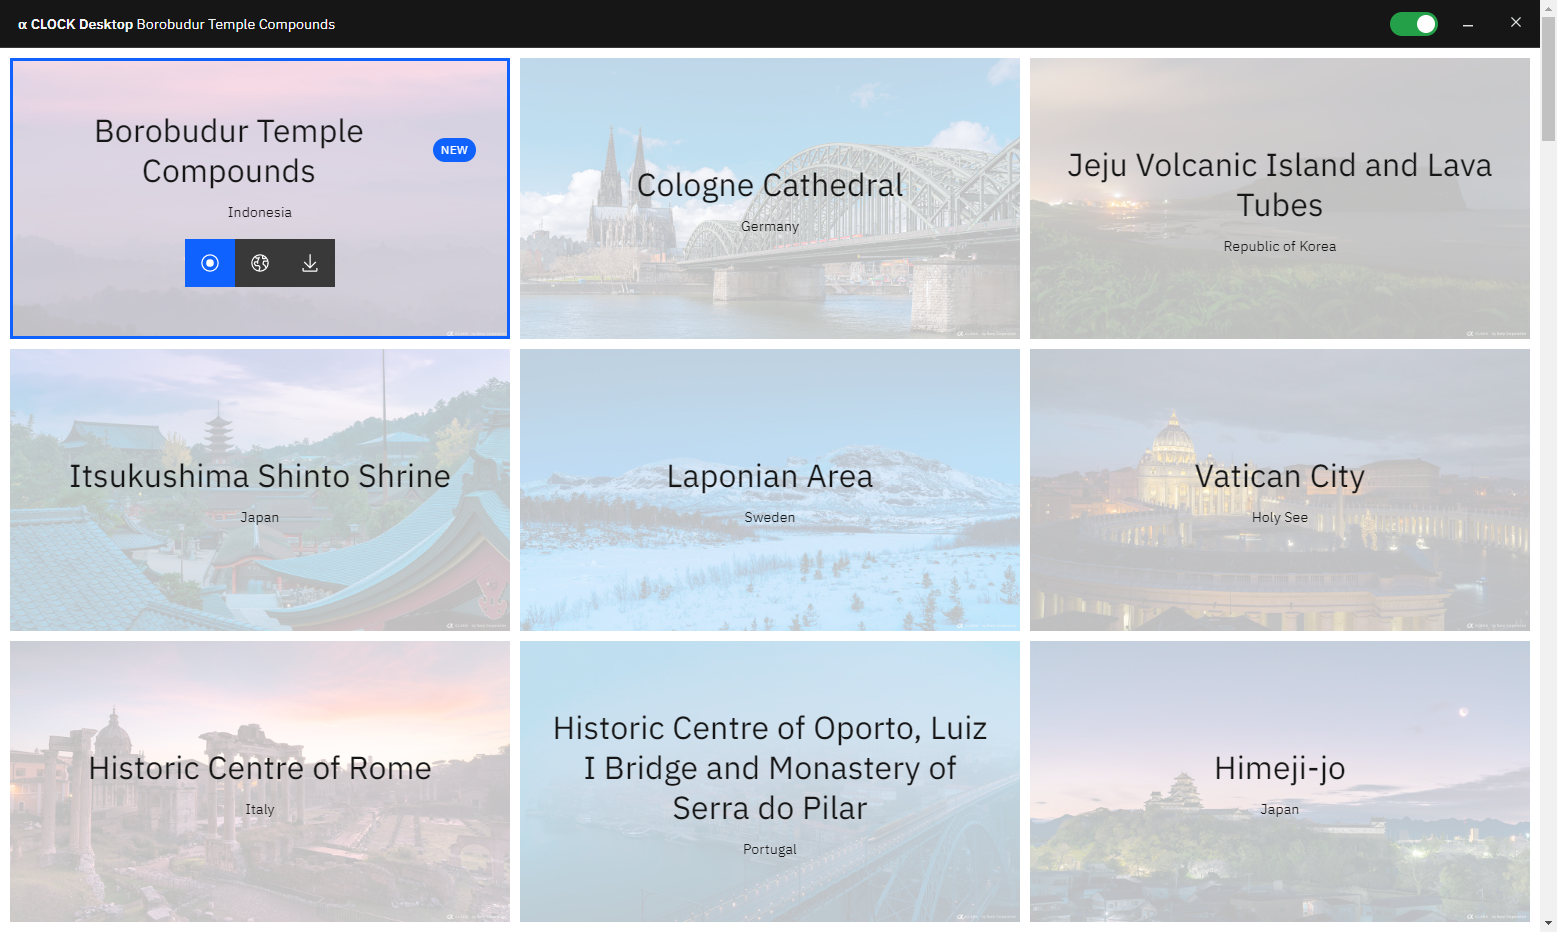 α CLOCK Desktop Borobudur Temple Compounds
Borobudur Temple
Compounds
NEW
Indonesia
Cologne Cathedral
Germany
Jeju Volcanic Island and Lava
Tubes
Republic of Korea
Itsukushima Shinto Shrine
Japan
Laponian Area
Sweden
Vatican City
Holy See
Historic Centre of Rome
Italy
Historic Centre of Oporto, Luiz
I Bridge and Monastery of
Serra do Pilar
Portugal
Himeji-jo
Japan